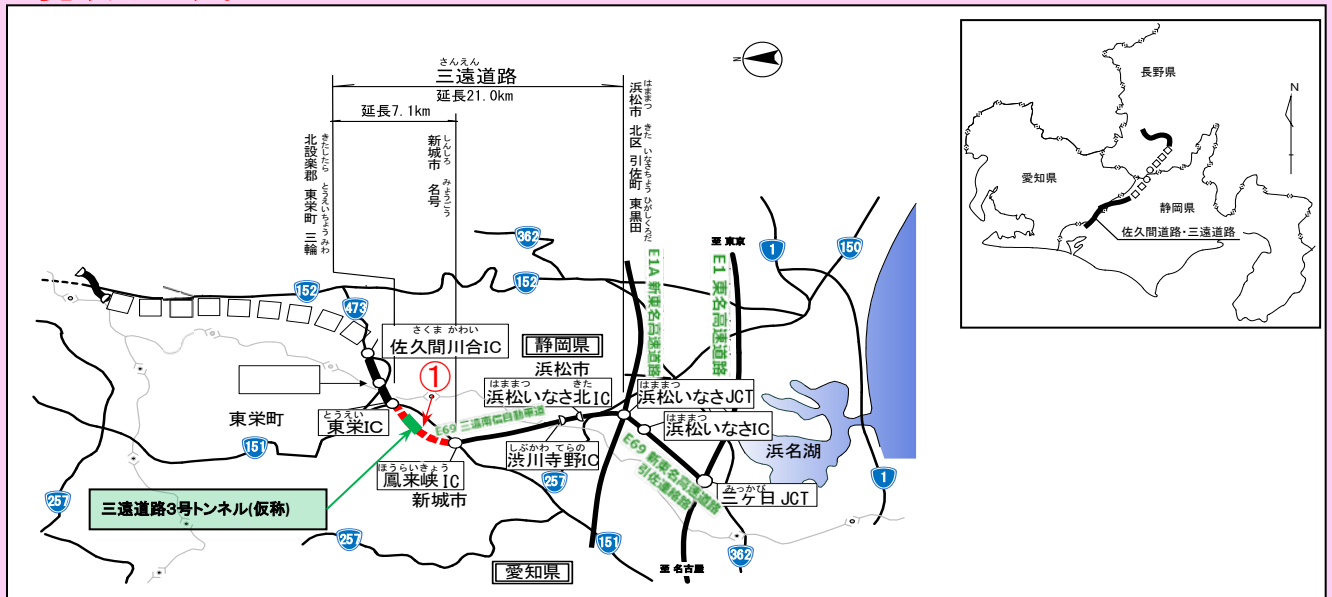 さんえん
三遠道路
延長21.0km
延長7.1km
きたしたら とうえいちょう みわ
北設楽郡 東栄町 三輪
しんしろ みょうごう
新城市 名号
はままつ きた いなさちょう ひがしくろだ
浜松市 北区 引佐町 東黒田
N
362
152
152
473
至 東京
1
150
E1A 新東名高速道路
E1 東名高速道路
さくま かわい
佐久間川合IC
静岡県
浜松市
①
はままつ きた
浜松いなさ北IC
はままつ
浜松いなさJCT
はままつ
浜松いなさIC
東栄町
とうえい
東栄IC
E69 三遠南信自動車道
しぶかわ てらの
渋川寺野IC
E69 新東名高速道路
引佐連絡路
浜名湖
151
ほうらいきょう
鳳来峡IC
新城市
257
みっかび
三ヶ日JCT
1
257
三遠道路3号トンネル(仮称)
257
151
362
至 名古屋
愛知県
長野県
N
愛知県
静岡県
佐久間道路・三遠道路